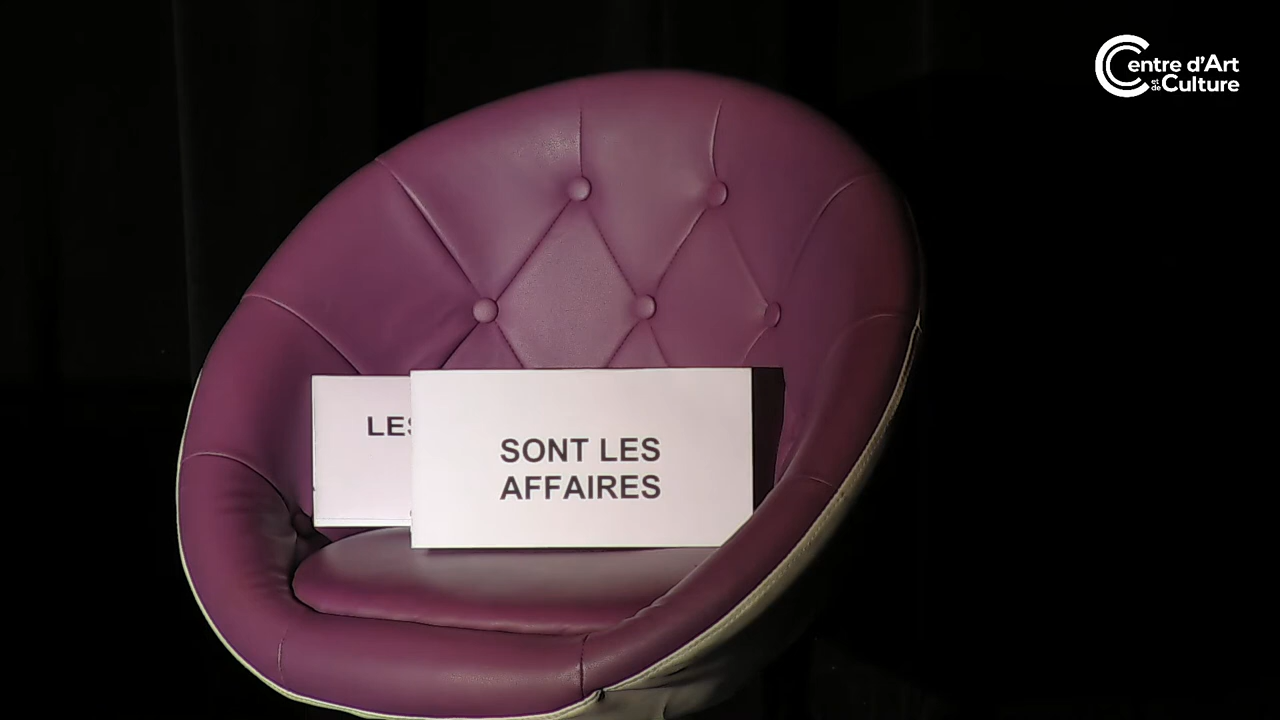 Centre d'Art
et de Culture
LES
SONT LES
AFFAIRES